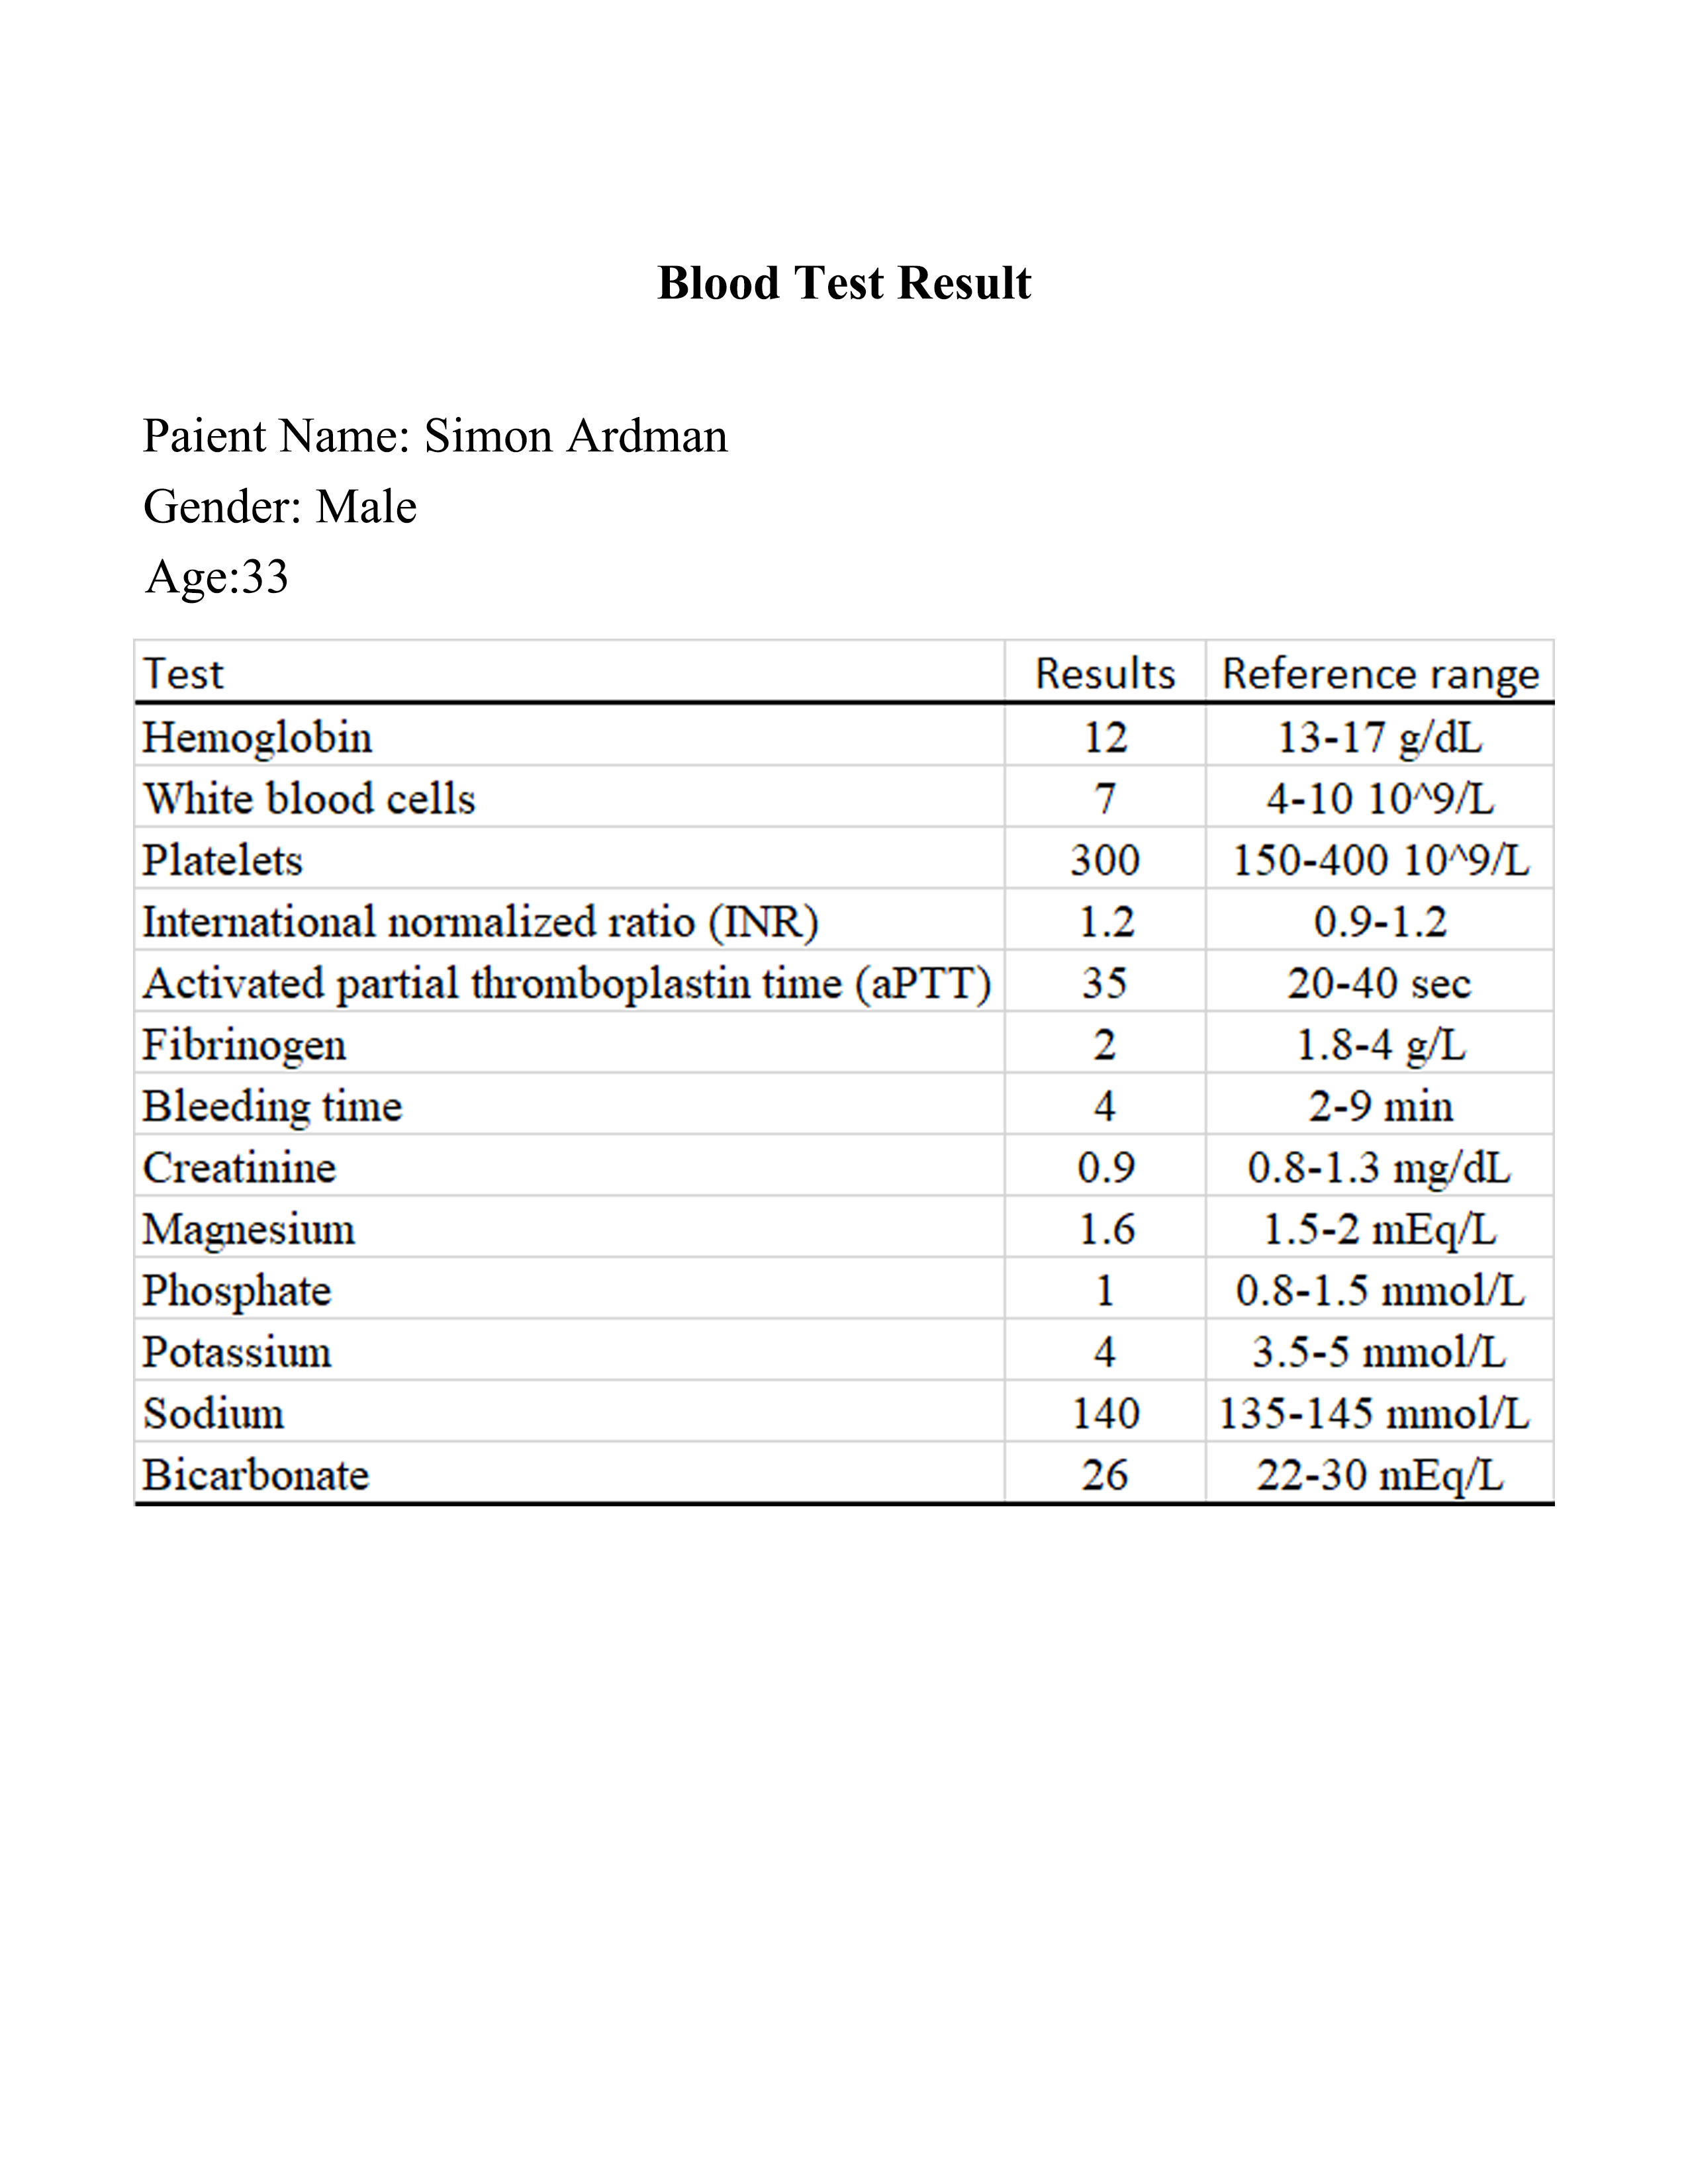 Blood Test Result
Paient Name: Simon Ardman
Gender: Male
Age:33
Test Results Reference range
Hemoglobin 12 13-17 g/dL
White blood cells 7 4-10 10^9/L
Platelets 300 150-400 10^9/L
International normalized ratio (INR) 1.2 0.9-1.2
Activated partial thromboplastin time (aPTT) 35 20-40 sec
Fibrinogen 2 1.8-4 g/L
Bleeding time 4 2-9 min
Creatinine 0.9 0.8-1.3 mg/dL
Magnesium 1.6 1.5-2 mEq/L
Phosphate 1 0.8-1.5 mmol/L
Potassium 4 3.5-5 mmol/L
Sodium 140 135-145 mmol/L
Bicarbonate 26 22-30 mEq/L